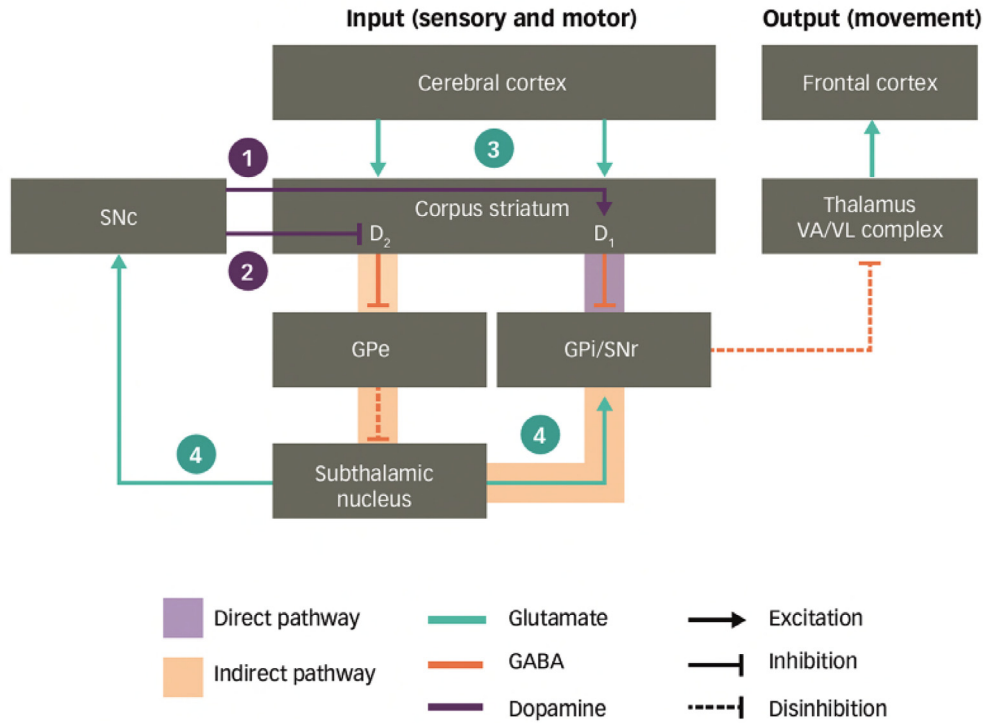 Input (sensory and motor)
Output (movement)
Cerebral cortex
Frontal cortex
1
3
SNc
Corpus striatum
D₂
D₁
Thalamus
VA/VL complex
2
GPe
GPi/SNr
4
4
Subthalamic
nucleus
Direct pathway
Glutamate
Excitation
Indirect pathway
GABA
Inhibition
Dopamine
Disinhibition